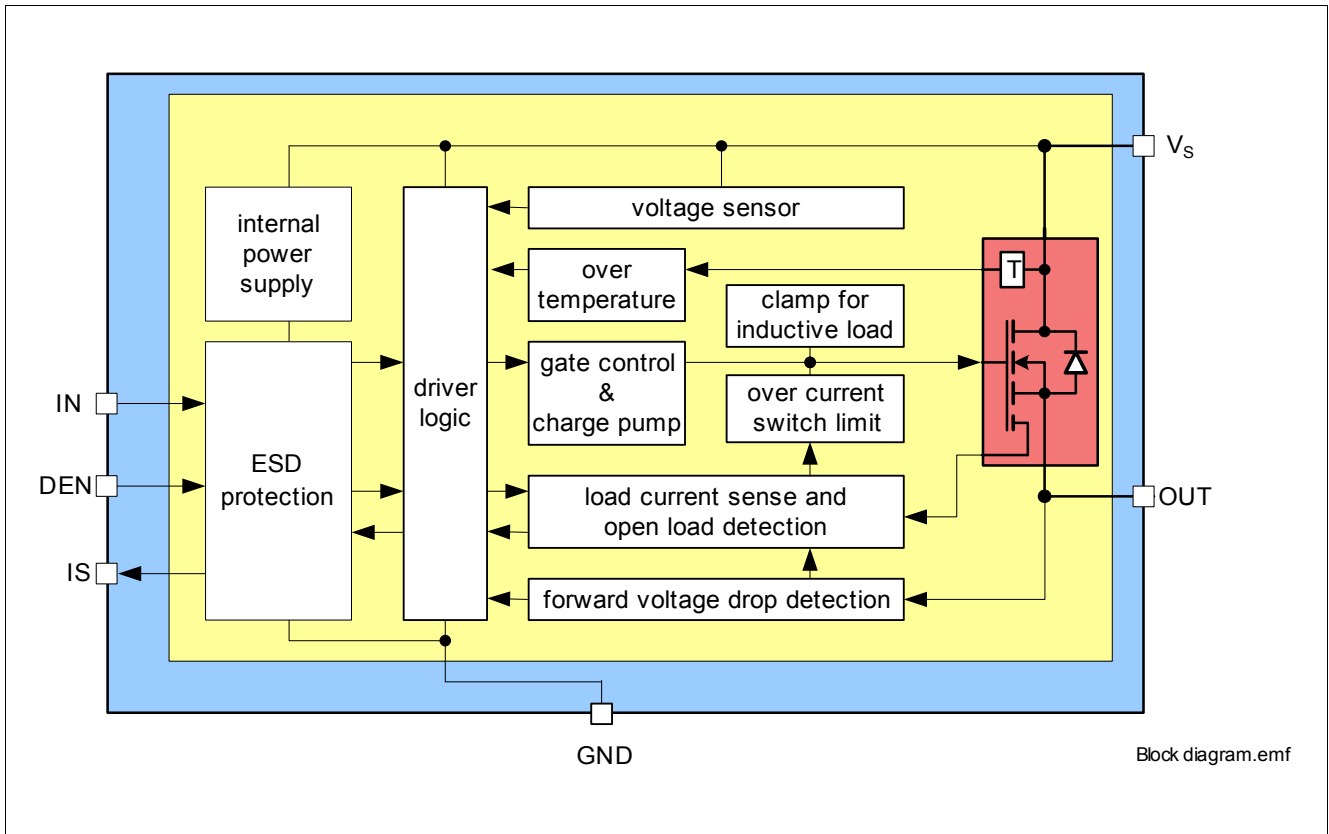 V_S
voltage sensor
internal
power
supply
over
temperature
T
clamp for
inductive load
driver
logic
gate control
&
charge pump
over current
switch limit
IN
ESD
protection
DEN
load current sense and
open load detection
OUT
IS
forward voltage drop detection
GND
Block diagram.emf